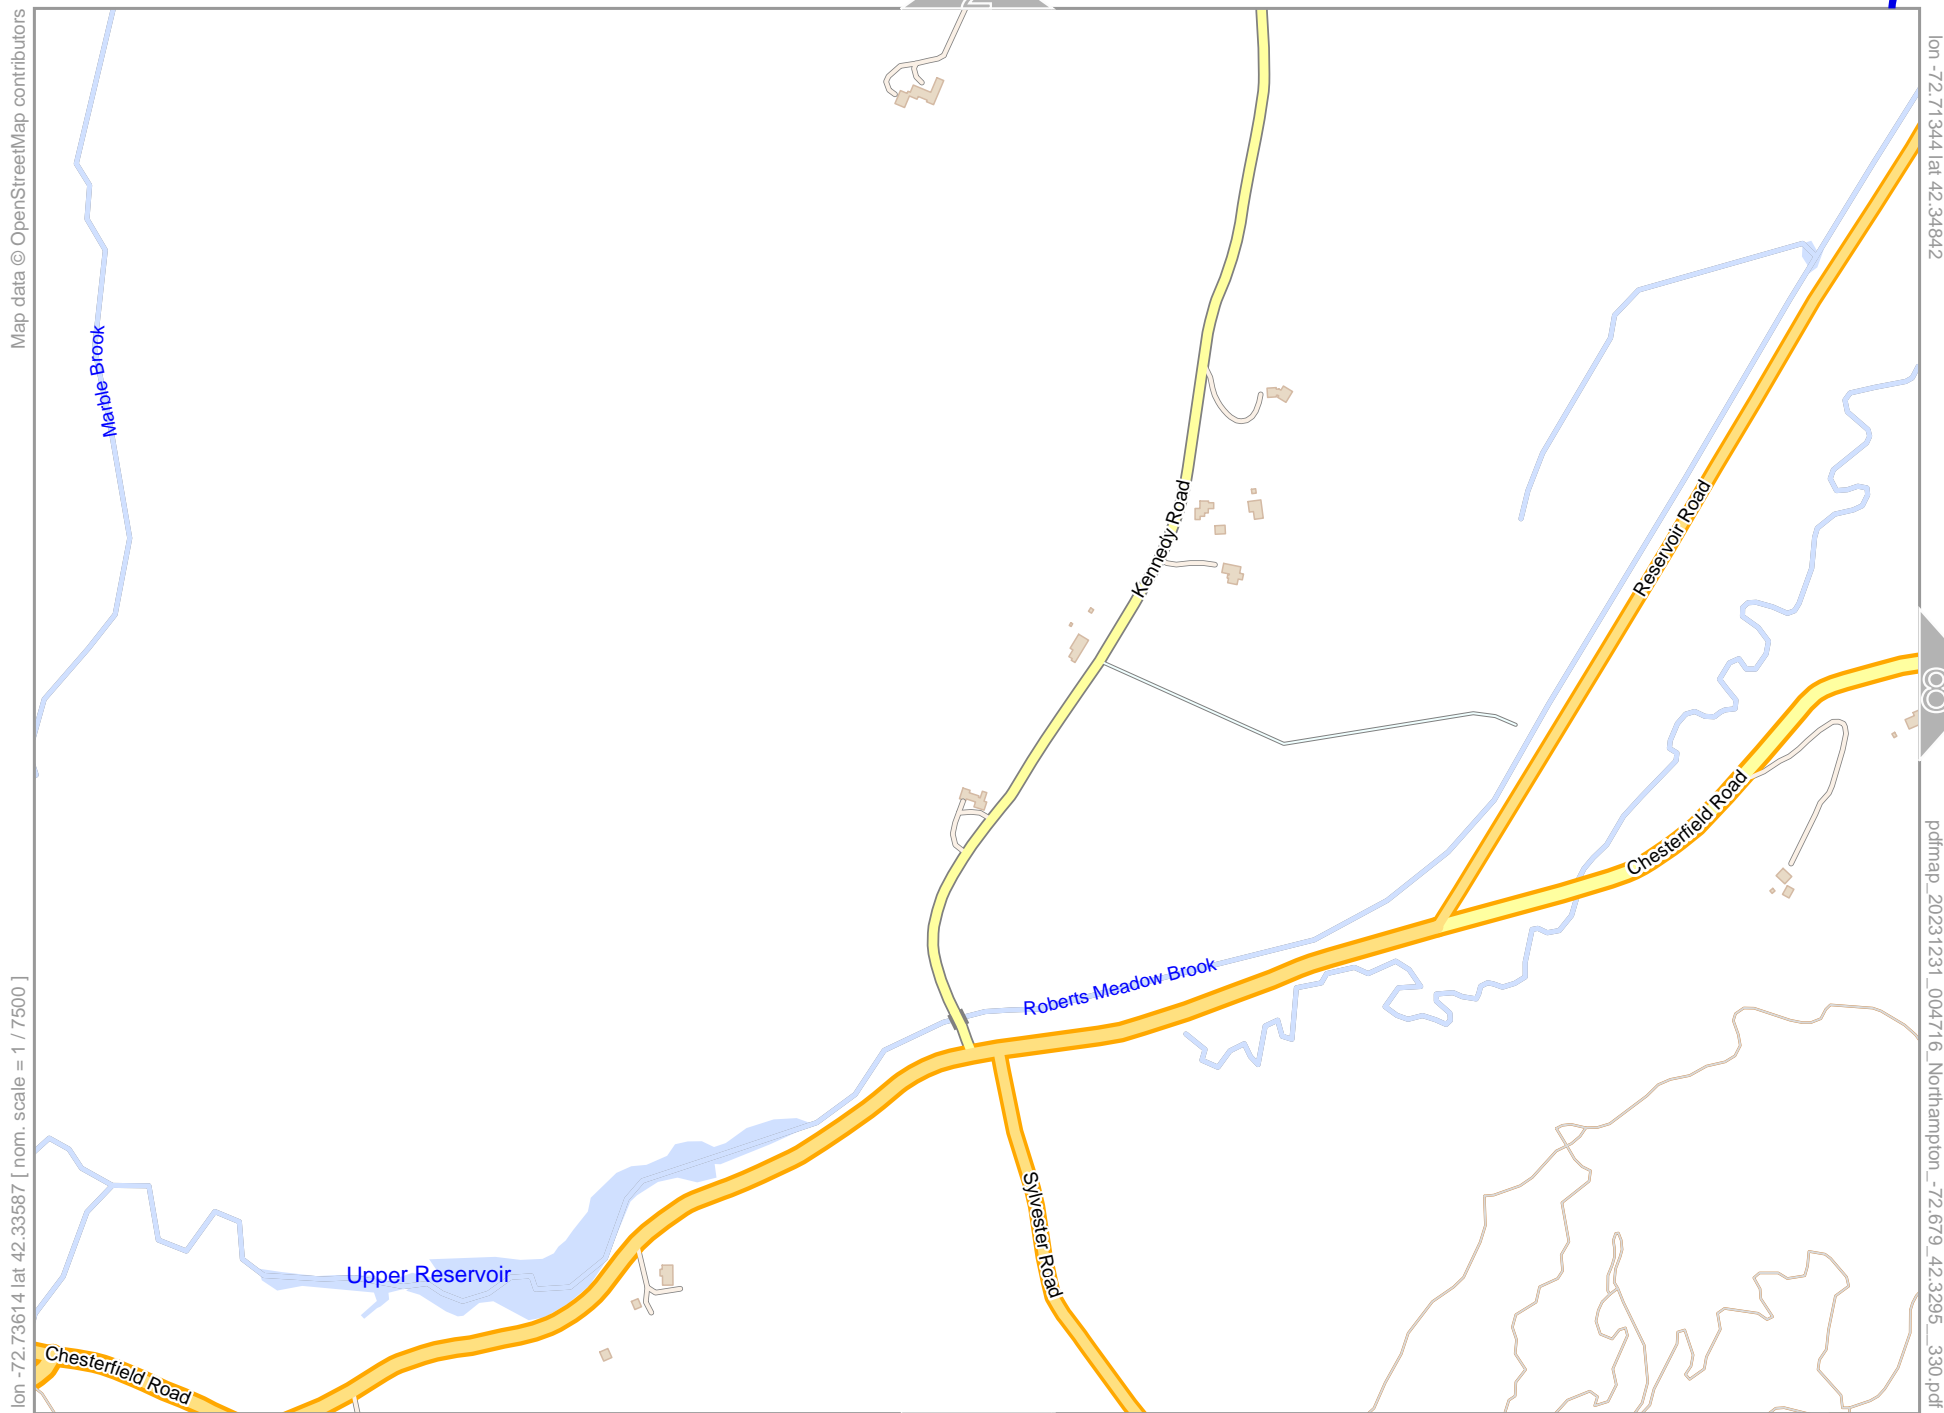 Map data © OpenStreetMap contributors
lon -72.71344 lat 42.34842
Marble Brook
Kennedy Road
Reservoir Road
8
Chesterfield Road
Roberts Meadow Brook
Sylvester Road
Upper Reservoir
Chesterfield Road
lon -72.73614 lat 42.33587 [ nom. scale = 1 / 7500 ]
pdfmap_20231231_004716_Northampton_-72.679_42.3295__330.pdf